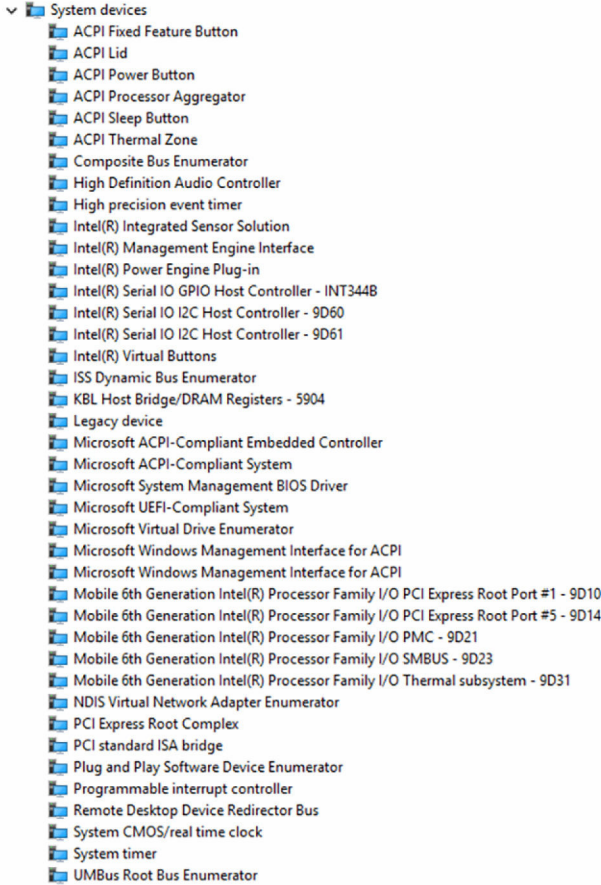 System devices
ACPI Fixed Feature Button
ACPI Lid
ACPI Power Button
ACPI Processor Aggregator
ACPI Sleep Button
ACPI Thermal Zone
Composite Bus Enumerator
High Definition Audio Controller
High precision event timer
Intel(R) Integrated Sensor Solution
Intel(R) Management Engine Interface
Intel(R) Power Engine Plug-in
Intel(R) Serial IO GPIO Host Controller - INT344B
Intel(R) Serial IO I2C Host Controller - 9D60
Intel(R) Serial IO I2C Host Controller - 9D61
Intel(R) Virtual Buttons
ISS Dynamic Bus Enumerator
KBL Host Bridge/DRAM Registers - 5904
Legacy device
Microsoft ACPI-Compliant Embedded Controller
Microsoft ACPI-Compliant System
Microsoft System Management BIOS Driver
Microsoft UEFI-Compliant System
Microsoft Virtual Drive Enumerator
Microsoft Windows Management Interface for ACPI
Microsoft Windows Management Interface for ACPI
Mobile 6th Generation Intel(R) Processor Family I/O PCI Express Root Port #1 - 9D10
Mobile 6th Generation Intel(R) Processor Family I/O PCI Express Root Port #5 - 9D14
Mobile 6th Generation Intel(R) Processor Family I/O PMC - 9D21
Mobile 6th Generation Intel(R) Processor Family I/O SMBUS - 9D23
Mobile 6th Generation Intel(R) Processor Family I/O Thermal subsystem - 9D31
NDIS Virtual Network Adapter Enumerator
PCI Express Root Complex
PCI standard ISA bridge
Plug and Play Software Device Enumerator
Programmable interrupt controller
Remote Desktop Device Redirector Bus
System CMOS/real time clock
System timer
UMBus Root Bus Enumerator